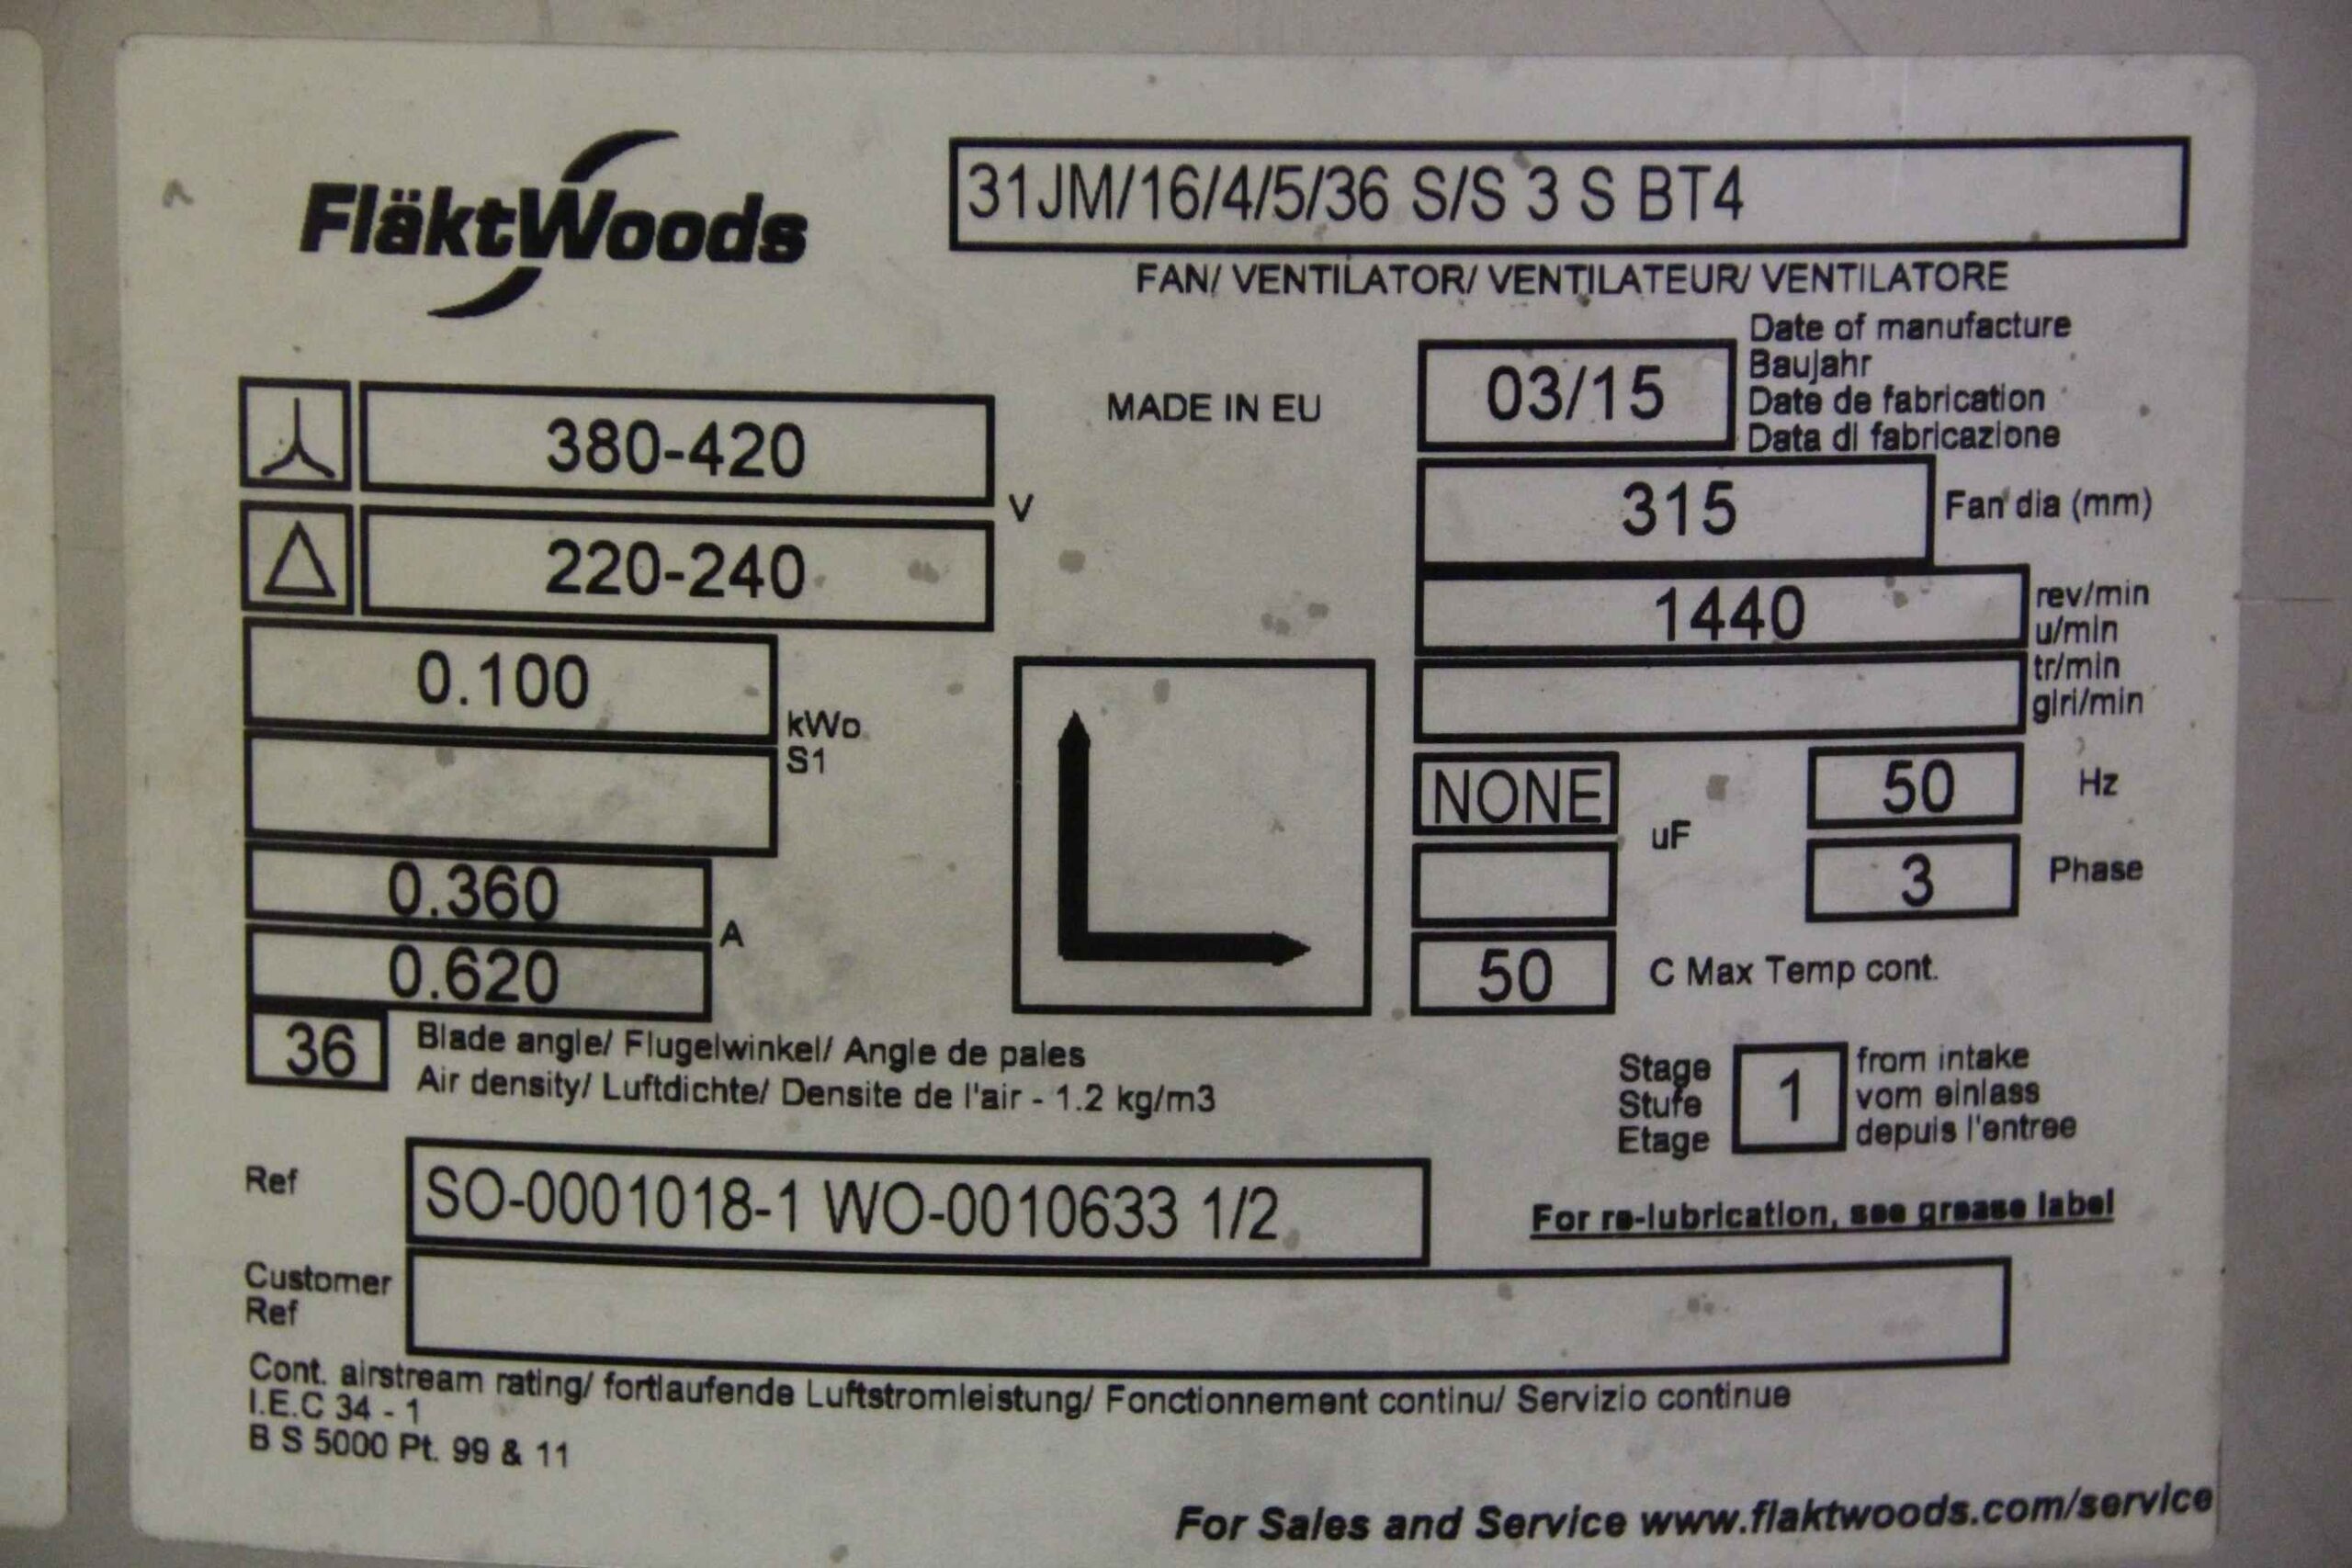 FläktWoods
31JM/16/4/5/36 S/S 3 S BT4
FAN/ VENTILATOR/ VENTILATEUR/ VENTILATORE
380-420
220-240
V
MADE IN EU
03/15
Date of manufacture
Baujahr
Date de fabrication
Data di fabricazione
315
Fan dia (mm)
1440
rev/min
u/min
tr/min
giri/min
0.100
kWo
S1
0.360
0.620
A
NONE
uF
50
Hz
3
Phase
50
C Max Temp cont.
36
Blade angle/ Flugelwinkel/ Angle de pales
Air density/ Luftdichte/ Densite de l'air - 1.2 kg/m3
Stage
Stufe
Etage
1
from intake
vom einlass
depuis l'entree
Ref
SO-0001018-1 WO-0010633 1/2
For re-lubrication, see grease label
Customer
Ref
Cont. airstream rating/ fortlaufende Luftstromleistung/ Fonctionnement continu/ Servizio continue
I.E.C 34 - 1
B S 5000 Pt. 99 & 11
For Sales and Service www.flaktwoods.com/service